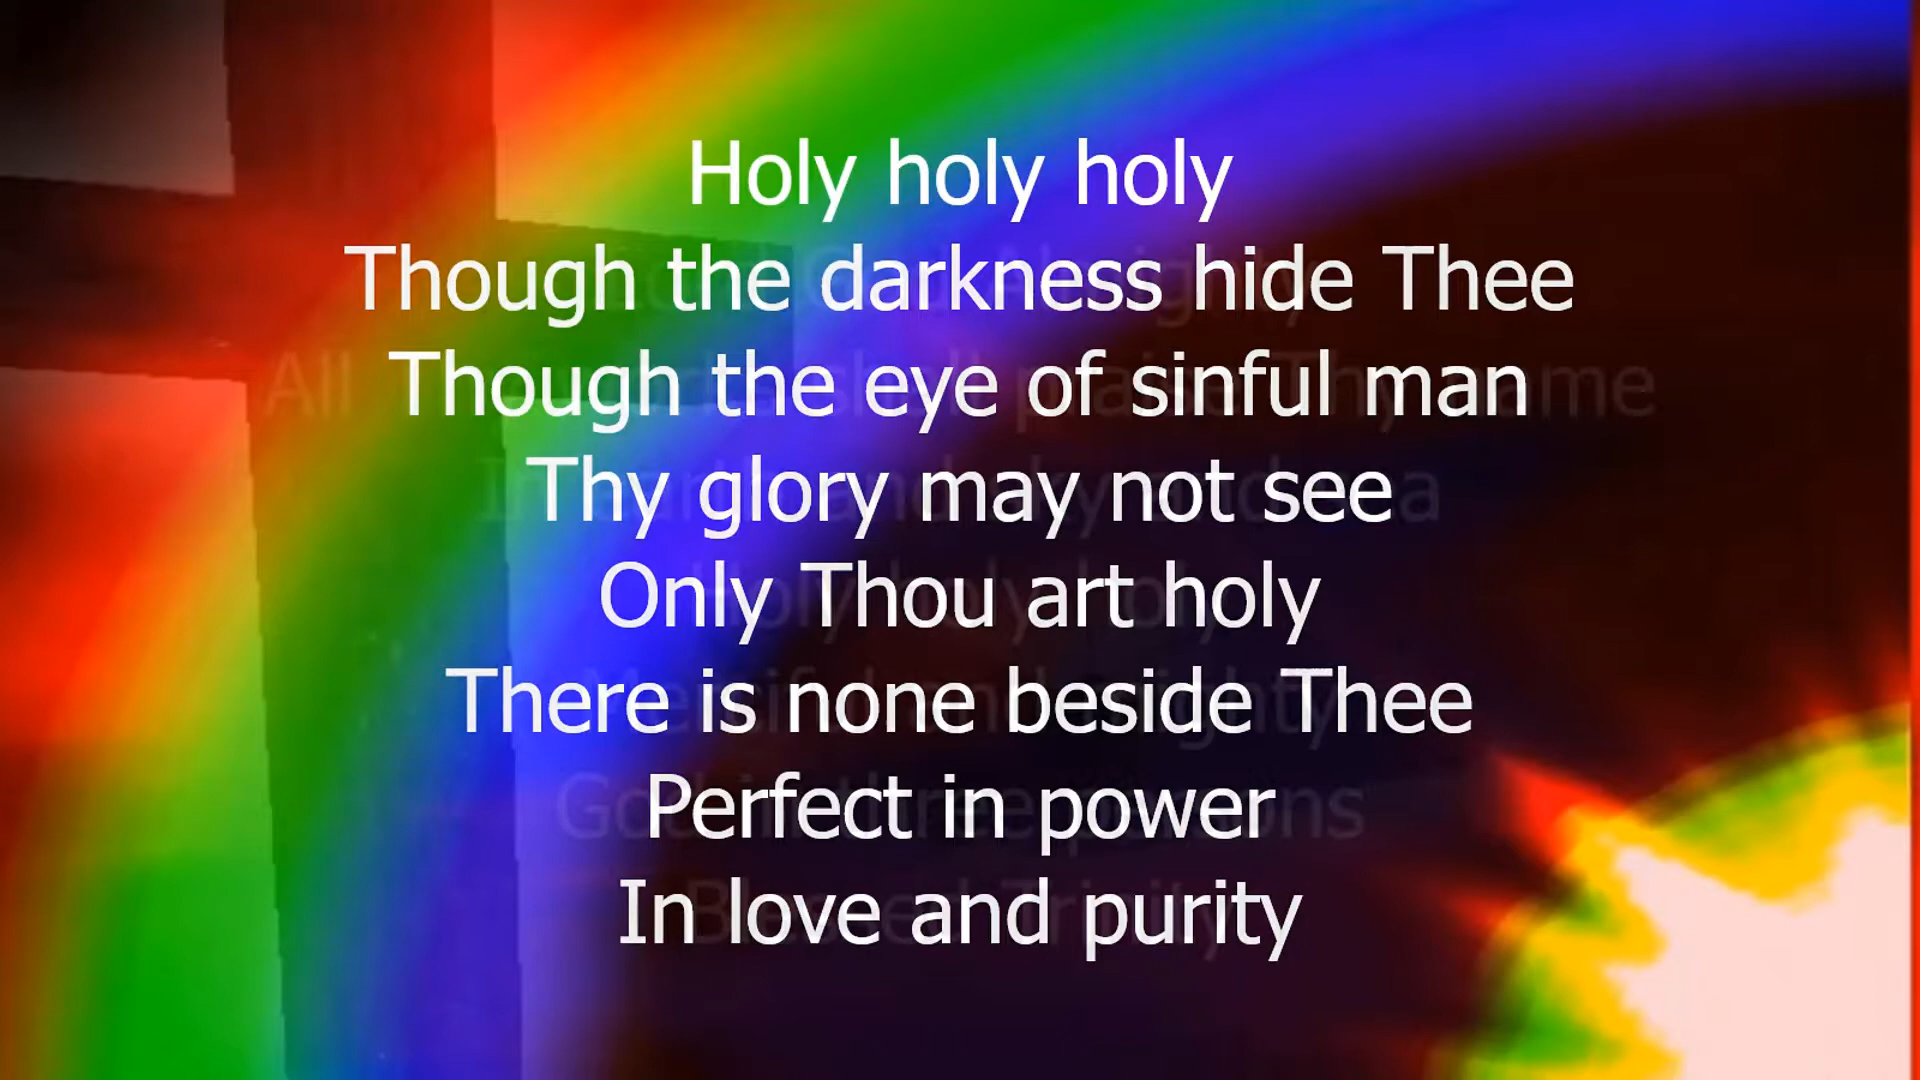 Holy holy holy
Though the darkness hide Thee
Though the eye of sinful man
Thy glory may not see
Only Thou art holy
There is none beside Thee
Perfect in power
In love and purity